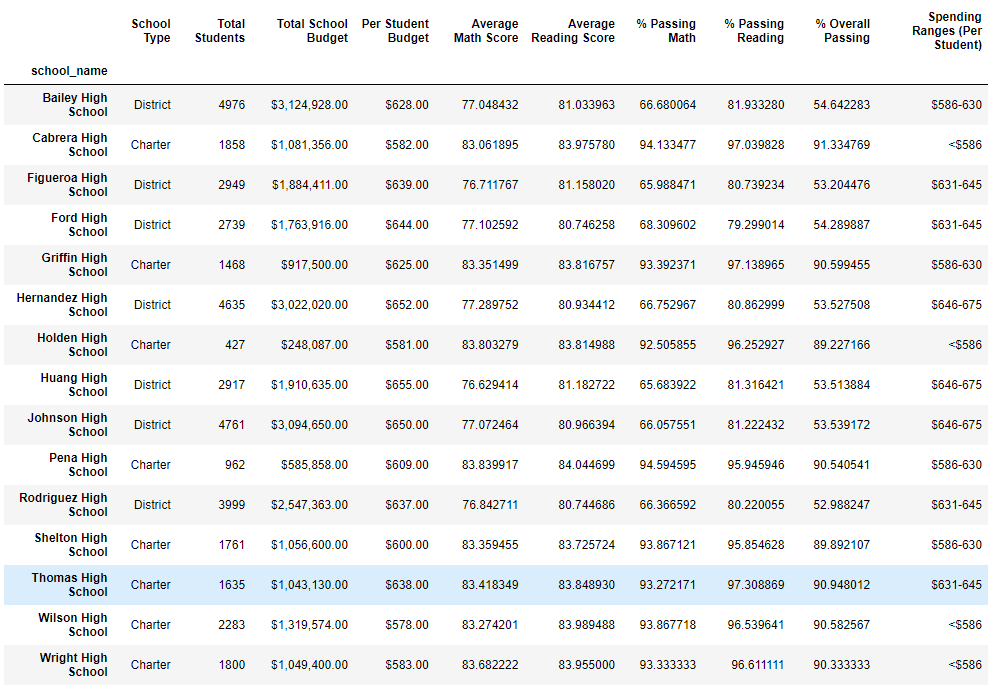 School Type Total Students Total School Budget Per Student Budget Average Math Score Average Reading Score % Passing Math % Passing Reading % Overall Passing Spending Ranges (Per Student)
school_name
Bailey High School District 4976 $3,124,928.00 $628.00 77.048432 81.033963 66.680064 81.933280 54.642283 $586-630
Cabrera High School Charter 1858 $1,081,356.00 $582.00 83.061895 83.975780 94.133477 97.039828 91.334769 <$586
Figueroa High School District 2949 $1,884,411.00 $639.00 76.711767 81.158020 65.988471 80.739234 53.204476 $631-645
Ford High School District 2739 $1,763,916.00 $644.00 77.102592 80.746258 68.309602 79.299014 54.289887 $631-645
Griffin High School Charter 1468 $917,500.00 $625.00 83.351499 83.816757 93.392371 97.138965 90.599455 $586-630
Hernandez High School District 4635 $3,022,020.00 $652.00 77.289752 80.934412 66.752967 80.862999 53.527508 $646-675
Holden High School Charter 427 $248,087.00 $581.00 83.803279 83.814988 92.505855 96.252927 89.227166 <$586
Huang High School District 2917 $1,910,635.00 $655.00 76.629414 81.182722 65.683922 81.316421 53.513884 $646-675
Johnson High School District 4761 $3,094,650.00 $650.00 77.072464 80.966394 66.057551 81.222432 53.539172 $646-675
Pena High School Charter 962 $585,858.00 $609.00 83.839917 84.044699 94.594595 95.945946 90.540541 $586-630
Rodriguez High School District 3999 $2,547,363.00 $637.00 76.842711 80.744686 66.366592 80.220055 52.988247 $631-645
Shelton High School Charter 1761 $1,056,600.00 $600.00 83.359455 83.725724 93.867121 95.854628 89.892107 $586-630
Thomas High School Charter 1635 $1,043,130.00 $638.00 83.418349 83.848930 93.272171 97.308869 90.948012 $631-645
Wilson High School Charter 2283 $1,319,574.00 $578.00 83.274201 83.989488 93.867718 96.539641 90.582567 <$586
Wright High School Charter 1800 $1,049,400.00 $583.00 83.682222 83.955000 93.333333 96.611111 90.333333 <$586